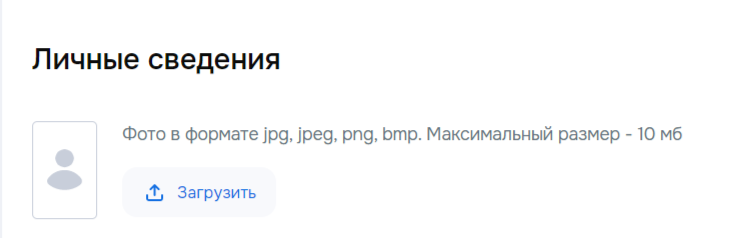 Личные сведения
Фото в формате jpg, jpeg, png, bmp. Максимальный размер - 10 мб
Загрузить